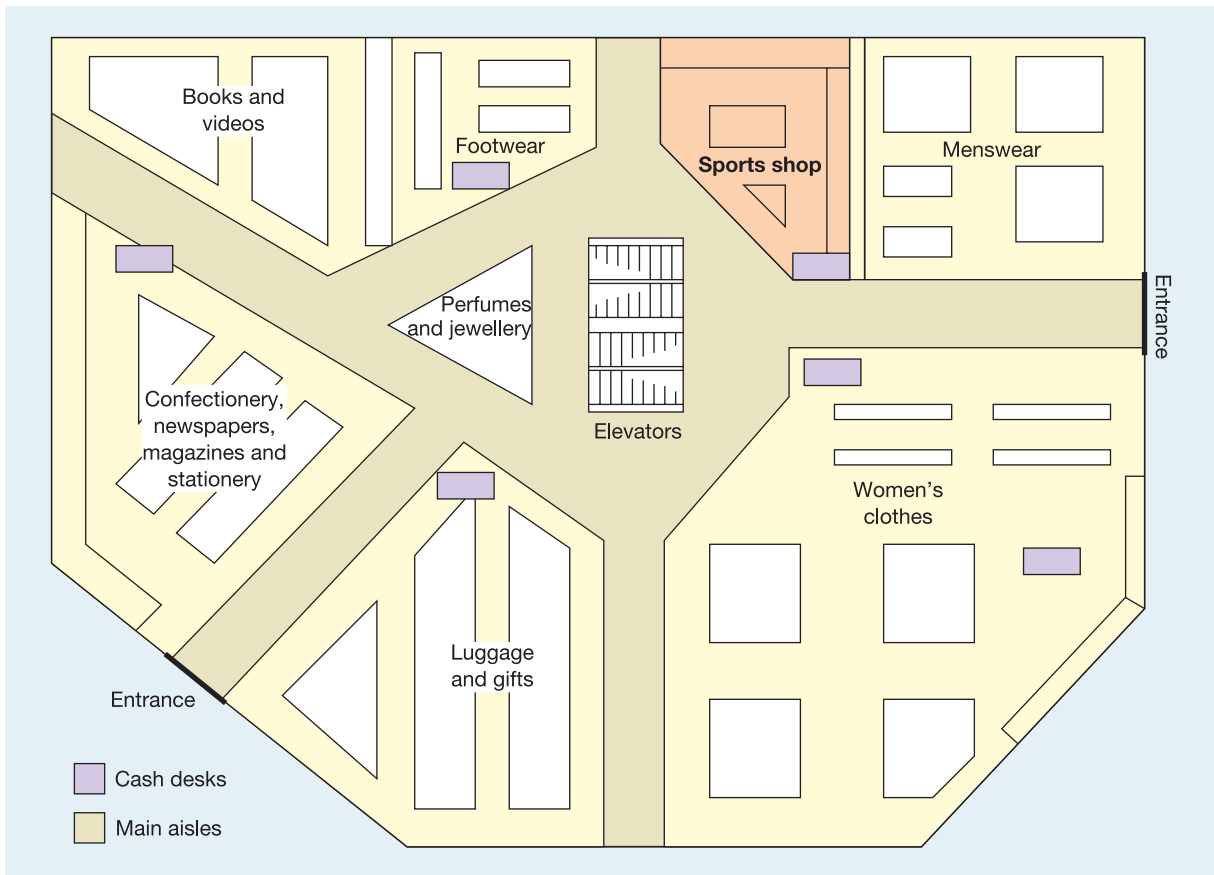 Books and
videos
Footwear
Sports shop
Menswear
Entrance
Perfumes
and jewellery
Elevators
Confectionery,
newspapers,
magazines and
stationery
Women's
clothes
Luggage
and gifts
Entrance
Cash desks
Main aisles